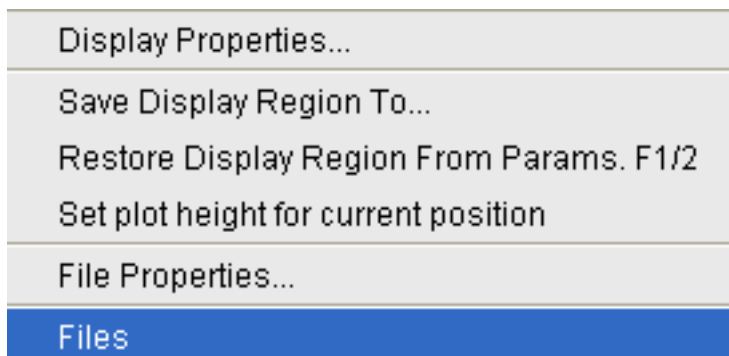 Display Properties...
Save Display Region To...
Restore Display Region From Params. F1/2
Set plot height for current position
File Properties...
Files